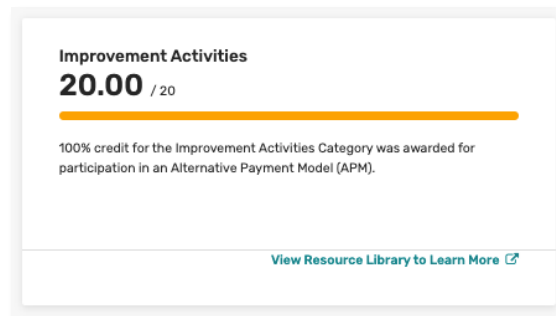 Improvement Activities
20.00 / 20
100% credit for the Improvement Activities Category was awarded for
participation in an Alternative Payment Model (APM).
View Resource Library to Learn More